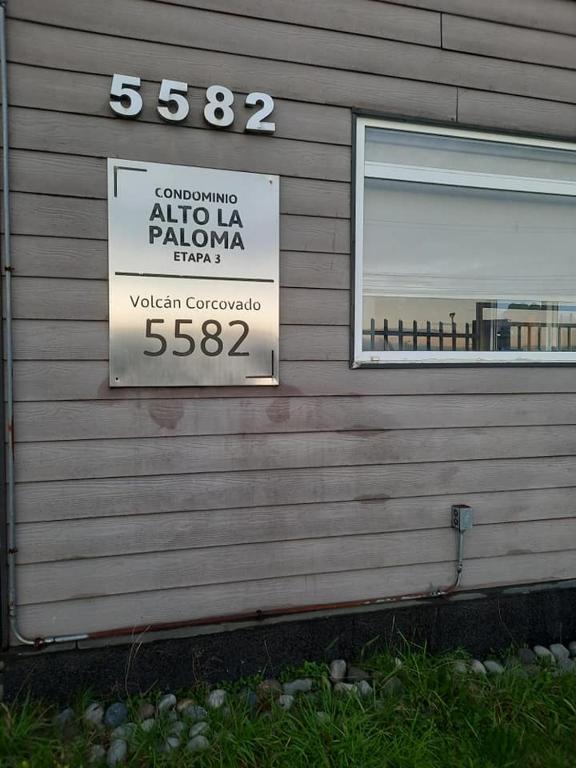 5582
CONDOMINIO
ALTO LA
PALOMA
ETAPA 3
Volcán Corcovado
5582